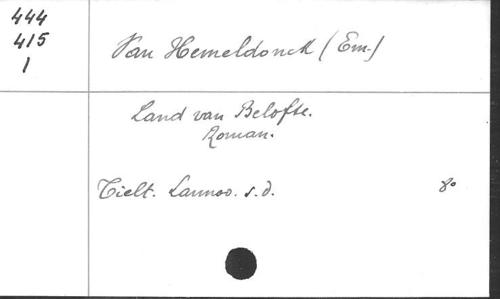 444
415
1
Van Hemeldonck (Em.)
Land van Belofte.
Roman.
Tielt. Lannoo. s.d. 8°